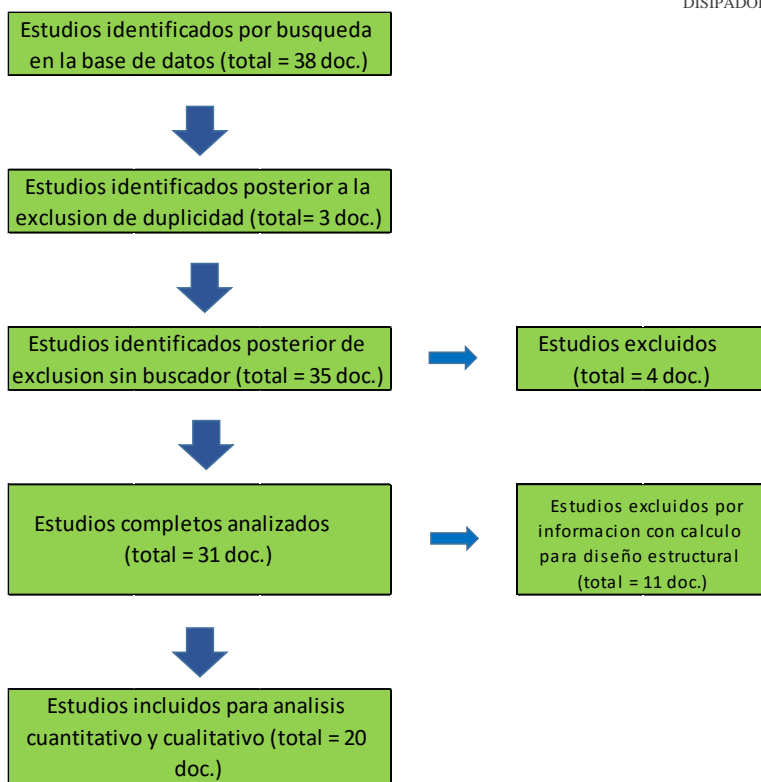 DISIPADOR
Estudios identificados por busqueda
en la base de datos (total = 38 doc.)
Estudios identificados posterior a la
exclusion de duplicidad (total= 3 doc.)
Estudios identificados posterior de
exclusion sin buscador (total = 35 doc.)
Estudios excluidos
(total = 4 doc.)
Estudios completos analizados
(total = 31 doc.)
Estudios excluidos por
informacion con calculo
para diseño estructural
(total = 11 doc.)
Estudios incluidos para analisis
cuantitativo y cualitativo (total = 20
doc.)